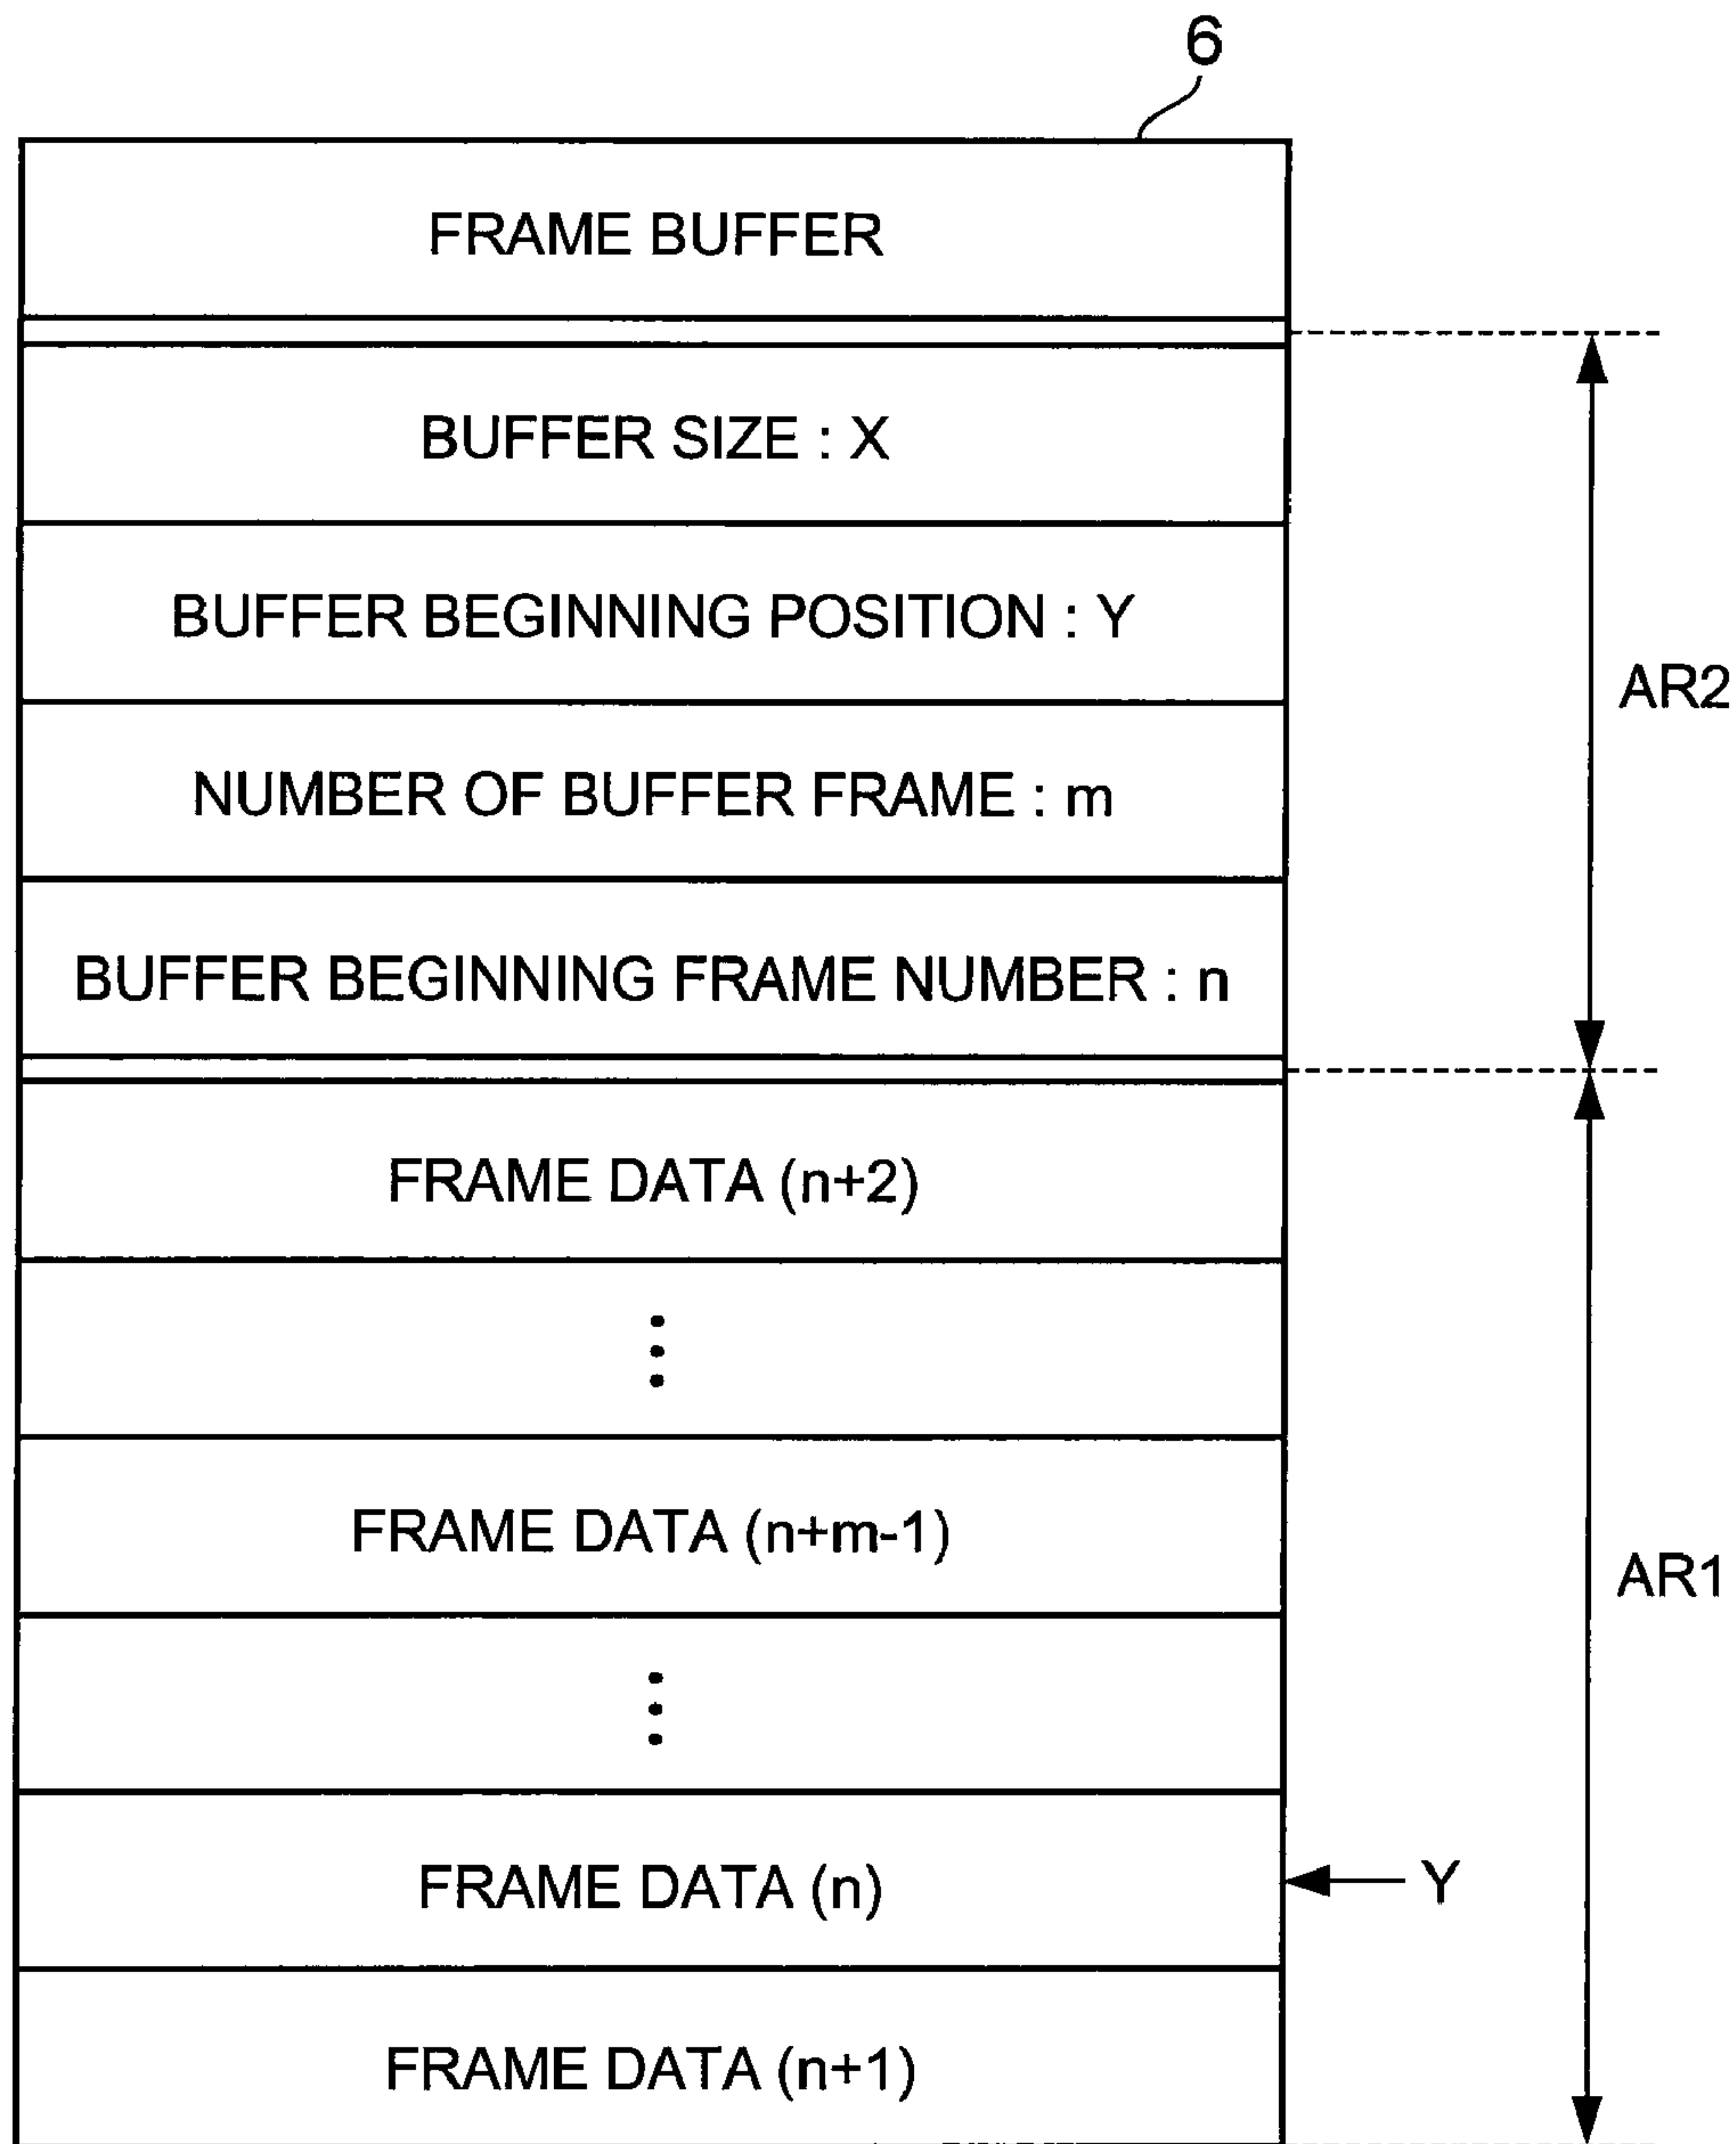 6
FRAME BUFFER
BUFFER SIZE : X
BUFFER BEGINNING POSITION : Y
AR2
NUMBER OF BUFFER FRAME : m
BUFFER BEGINNING FRAME NUMBER : n
FRAME DATA (n+2)
⋮
FRAME DATA (n+m-1)
AR1
⋮
FRAME DATA (n)
Y
FRAME DATA (n+1)